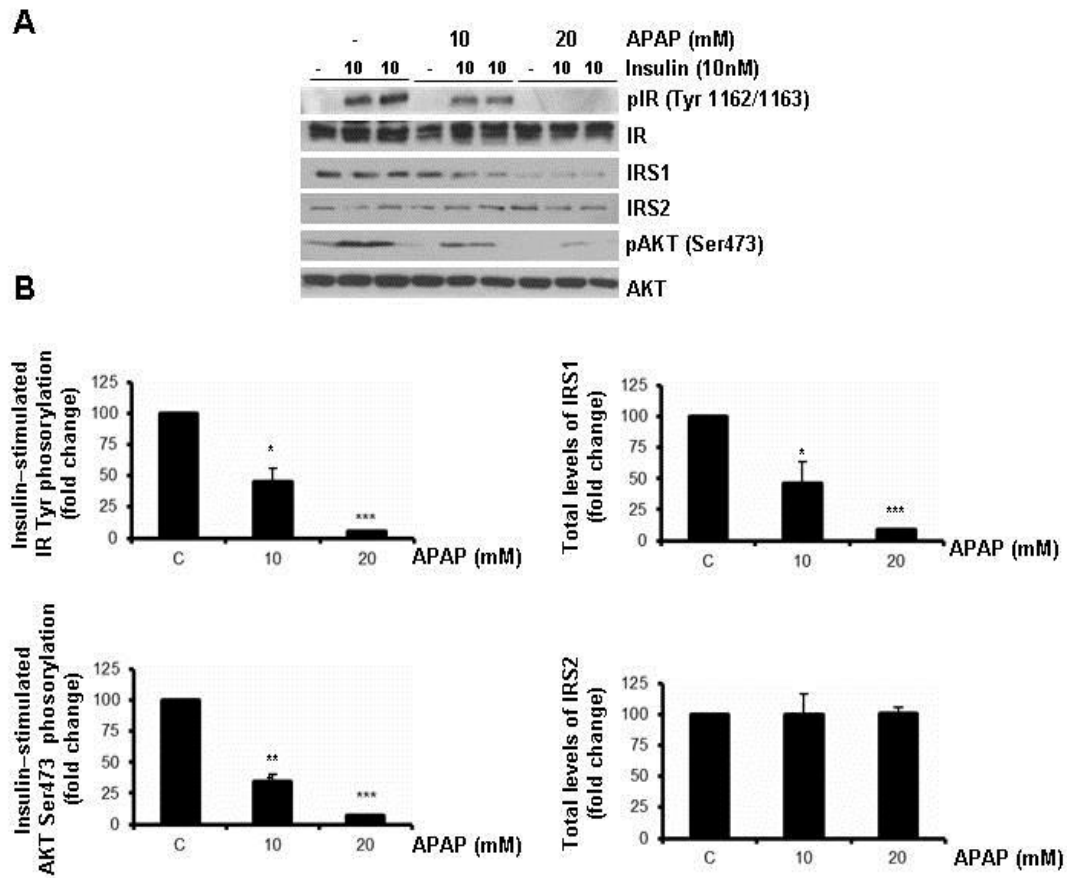 A
- 10 20 APAP (mM)
- 10 10 - 10 10 - 10 10 Insulin (10nM)
pIR (Tyr 1162/1163)
IR
IRS1
IRS2
pAKT (Ser473)
AKT
B
Insulin-stimulated
IR Tyr phosorylation
(fold change)
125
100
75
50
25
0
*
***
C 10 20 APAP (mM)
Total levels of IRS1
(fold change)
125
100
75
50
25
0
*
***
C 10 20 APAP (mM)
Insulin-stimulated
AKT Ser473 phosorylation
(fold change)
125
100
75
50
25
0
**
***
C 10 20 APAP (mM)
Total levels of IRS2
(fold change)
125
100
75
50
25
0
C 10 20 APAP (mM)